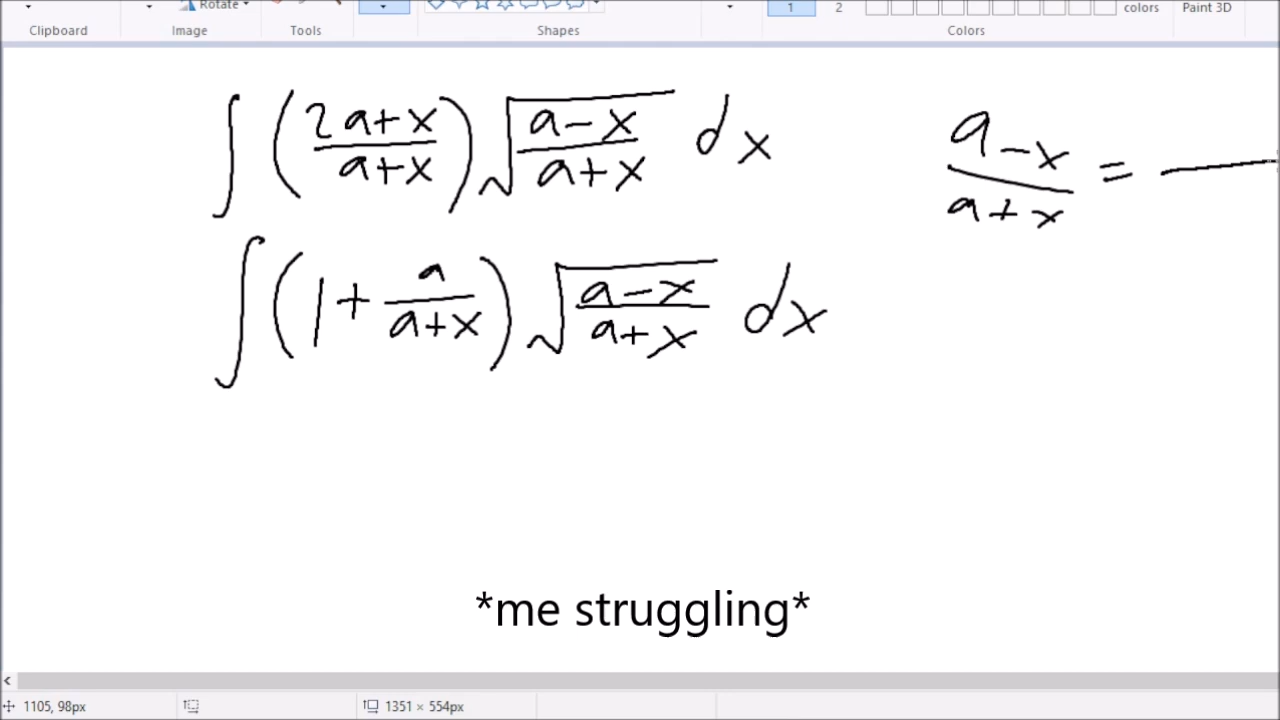 Rotate
1 2 colors Paint 3D
Clipboard Image Tools Shapes Colors
∫ (2a+x / a+x) √(a-x / a+x) dx
a-x / a+x =
∫ (1 + a / a+x) √(a-x / a+x) dx
*me struggling*
1105, 98px 1351 × 554px